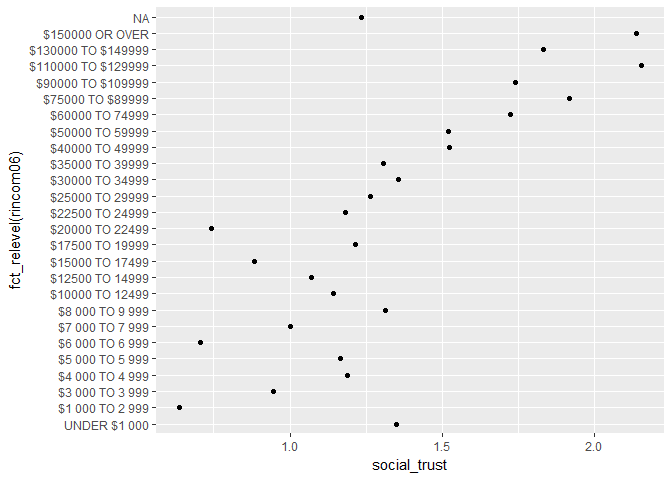 NA
$150000 OR OVER
$130000 TO $149999
$110000 TO $129999
$90000 TO $109999
$75000 TO $89999
$60000 TO 74999
$50000 TO 59999
$40000 TO 49999
$35000 TO 39999
$30000 TO 34999
$25000 TO 29999
$22500 TO 24999
$20000 TO 22499
$17500 TO 19999
$15000 TO 17499
$12500 TO 14999
$10000 TO 12499
$8 000 TO 9 999
$7 000 TO 7 999
$6 000 TO 6 999
$5 000 TO 5 999
$4 000 TO 4 999
$3 000 TO 3 999
$1 000 TO 2 999
UNDER $1 000
fct_relevel(rincom06)
1.0 1.5 2.0
social_trust